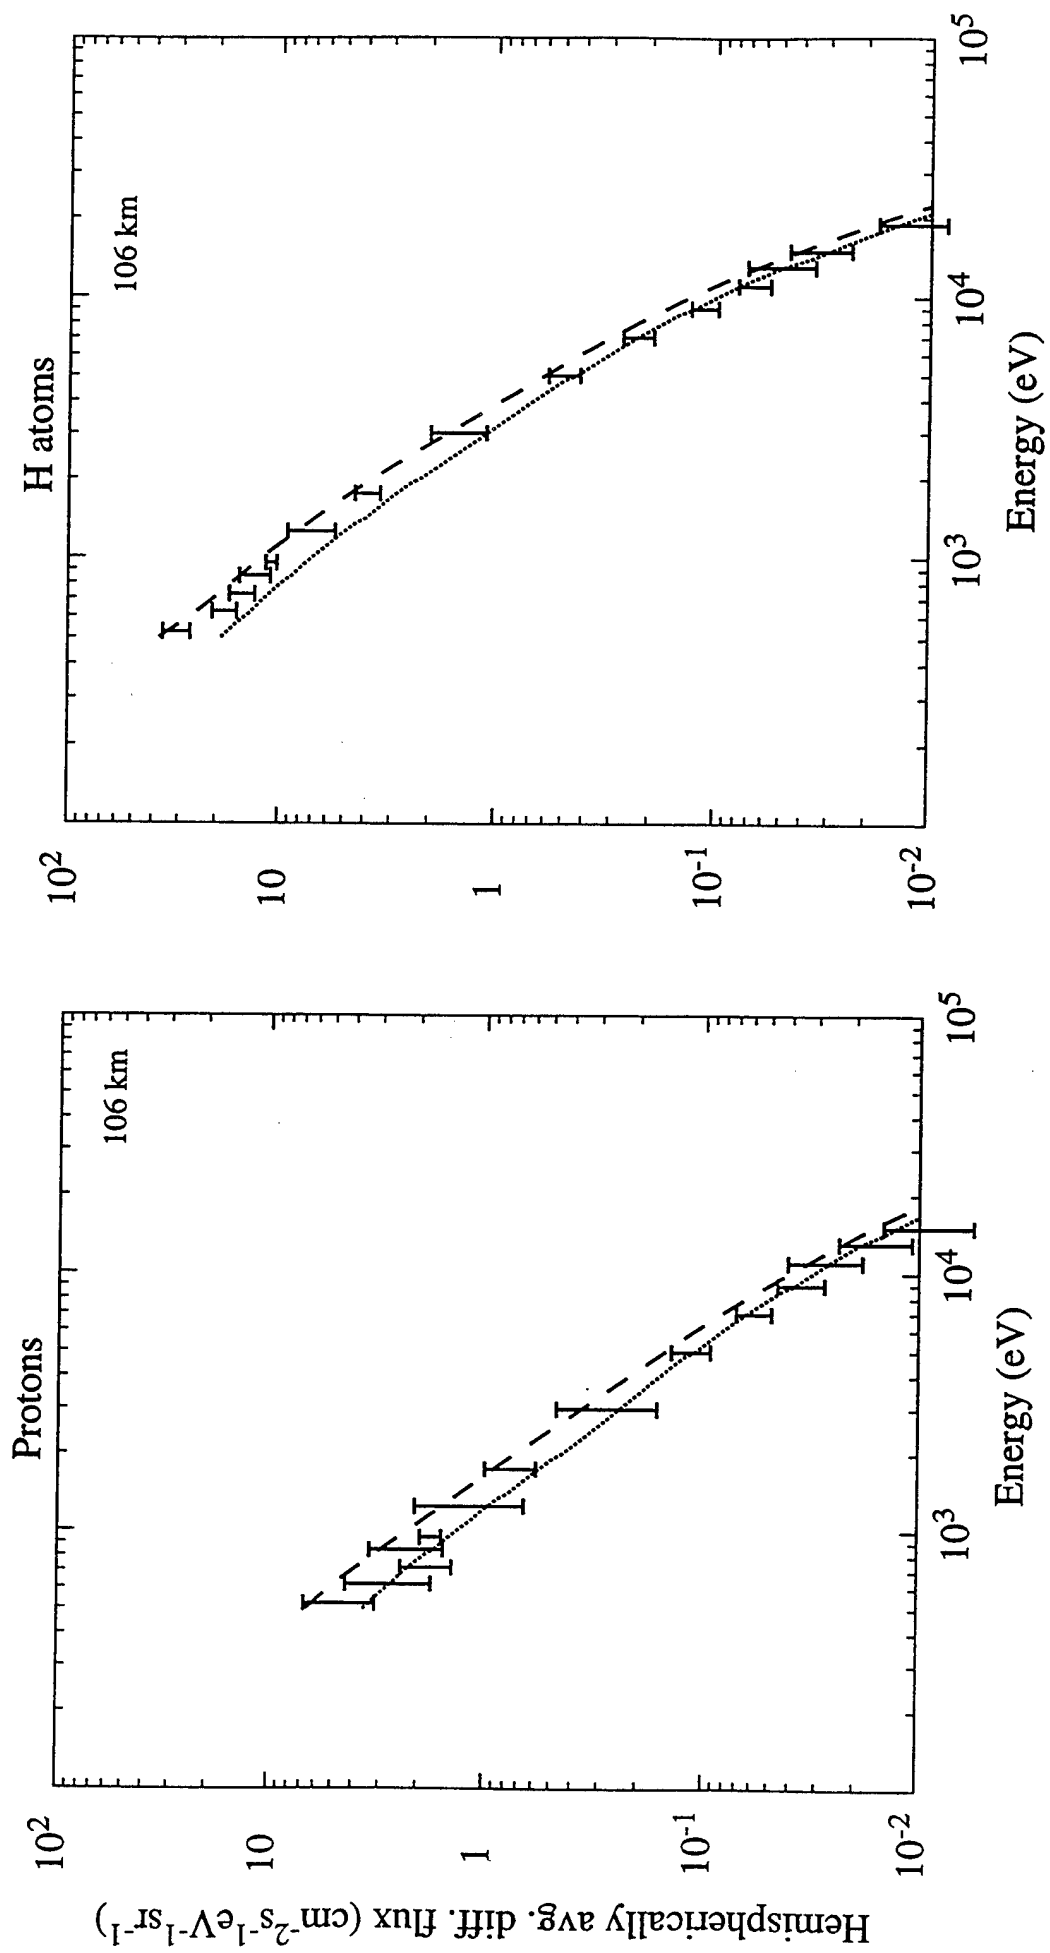 Protons
106 km
Hemispherically avg. diff. flux (cm⁻²s⁻¹eV⁻¹sr⁻¹)
10²
10
1
10⁻¹
10⁻²
10³
10⁴
10⁵
Energy (eV)
H atoms
106 km
10²
10
1
10⁻¹
10⁻²
10³
10⁴
10⁵
Energy (eV)